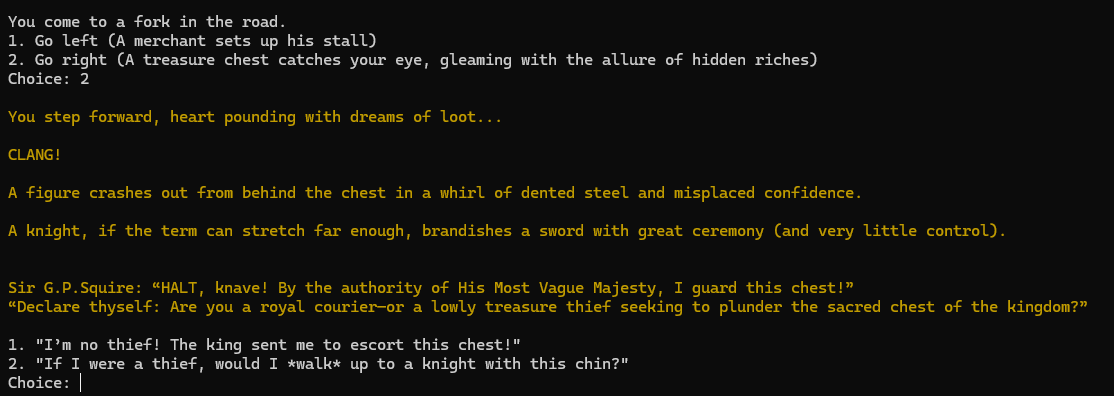 You come to a fork in the road.
1. Go left (A merchant sets up his stall)
2. Go right (A treasure chest catches your eye, gleaming with the allure of hidden riches)
Choice: 2
You step forward, heart pounding with dreams of loot...
CLANG!
A figure crashes out from behind the chest in a whirl of dented steel and misplaced confidence.
A knight, if the term can stretch far enough, brandishes a sword with great ceremony (and very little control).
Sir G.P.Squire: “HALT, knave! By the authority of His Most Vague Majesty, I guard this chest!”
“Declare thyself: Are you a royal courier—or a lowly treasure thief seeking to plunder the sacred chest of the kingdom?”
1. "I’m no thief! The king sent me to escort this chest!"
2. "If I were a thief, would I *walk* up to a knight with this chin?"
Choice: